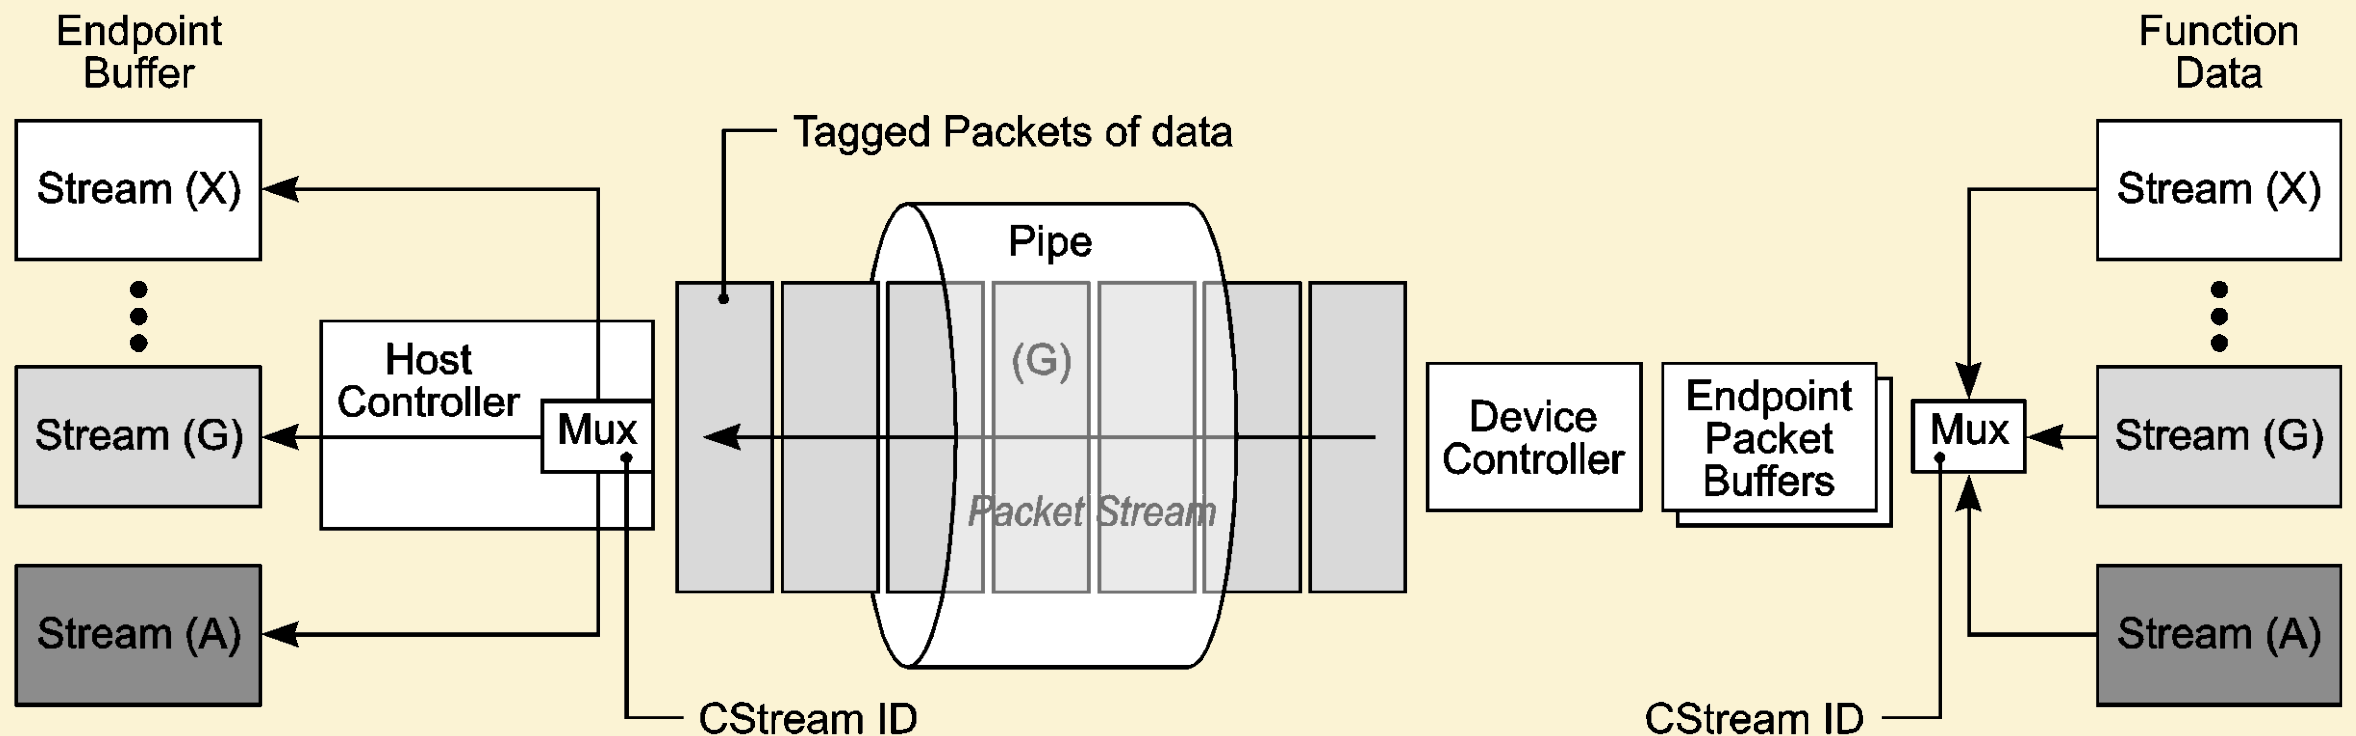 Endpoint
Buffer
Function
Data
Tagged Packets of data
Stream (X)
Pipe
Stream (X)
Host
Controller
(G)
Stream (G)
Mux
Device
Controller
Endpoint
Packet
Buffers
Mux
Stream (G)
Packet Stream
Stream (A)
Stream (A)
CStream ID
CStream ID